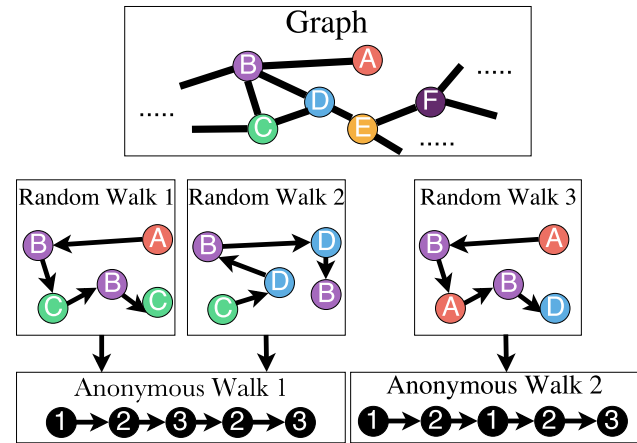 Graph
A
B
.....
D
F
.....
C
E
.....
Random Walk 1
B
A
B
C
C
Random Walk 2
B
D
D
C
B
Random Walk 3
B
A
B
A
D
Anonymous Walk 1
1 2 3 2 3
Anonymous Walk 2
1 2 1 2 3